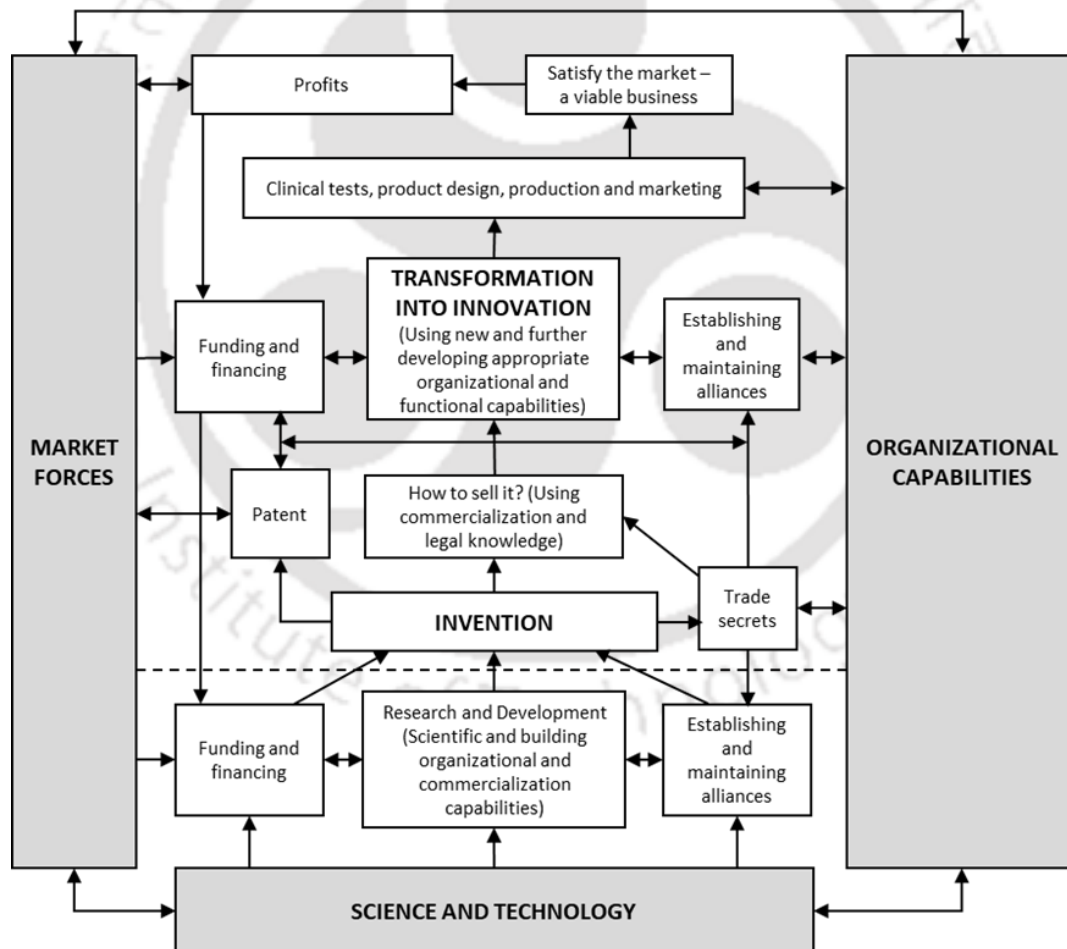 Profits
Satisfy the market –
a viable business
Clinical tests, product design, production and marketing
TRANSFORMATION
INTO INNOVATION
(Using new and further
developing appropriate
organizational and
functional capabilities)
Funding and
financing
Establishing
and
maintaining
alliances
MARKET
FORCES
ORGANIZATIONAL
CAPABILITIES
Patent
How to sell it? (Using
commercialization and
legal knowledge)
INVENTION
Trade
secrets
Funding and
financing
Research and Development
(Scientific and building
organizational and
commercialization
capabilities)
Establishing
and
maintaining
alliances
SCIENCE AND TECHNOLOGY
Institute of Technology